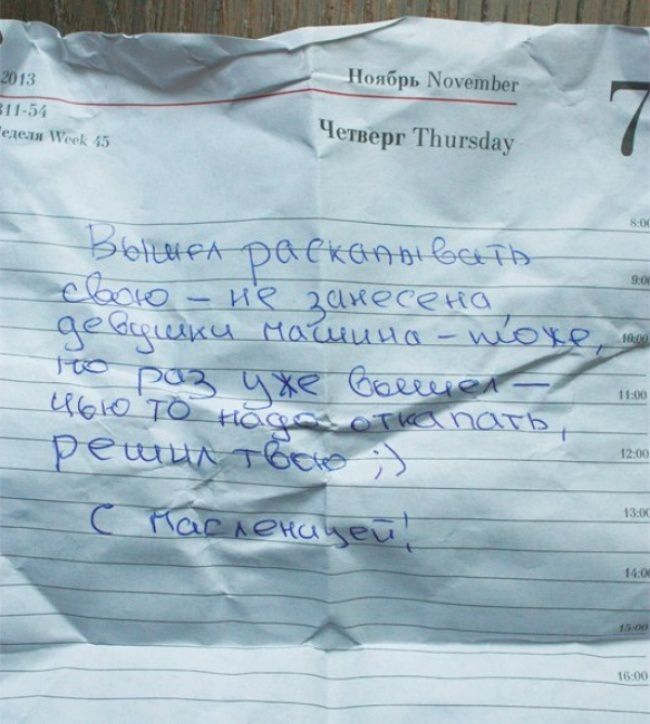 2013
Ноябрь November
7
311-54
Неделя Week 45
Четверг Thursday
8:00
Вышел раскапывать
9:00
свою – не занесена,
девушки машина – тоже,
10:00
но раз уже вышел –
11:00
чью то надо откапать,
12:00
решил твою ;)
13:00
С масленицей!
14:00
15:00
16:00